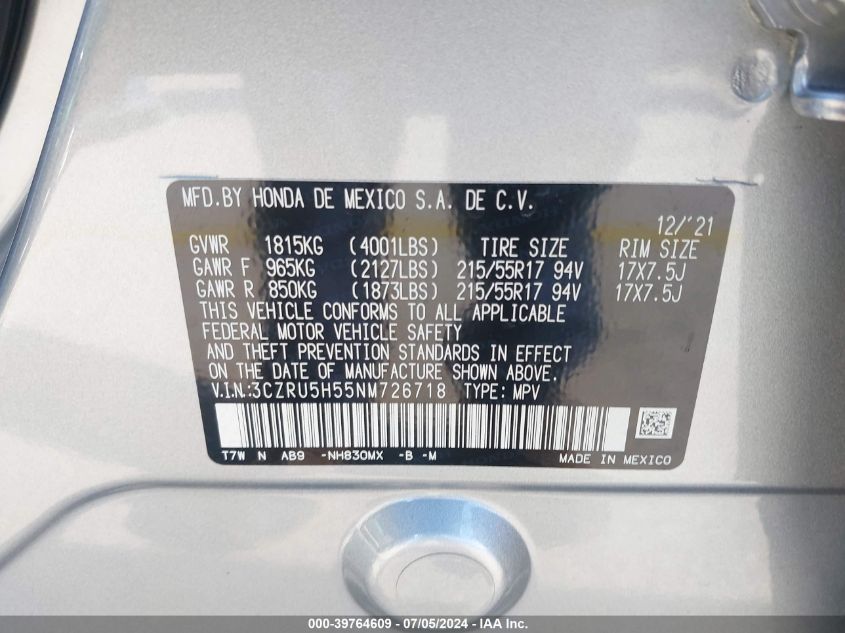 MFD.BY HONDA DE MEXICO S.A. DE C.V.
12/'21
GVWR 1815KG (4001LBS) TIRE SIZE RIM SIZE
GAWR F 965KG (2127LBS) 215/55R17 94V 17X7.5J
GAWR R 850KG (1873LBS) 215/55R17 94V 17X7.5J
THIS VEHICLE CONFORMS TO ALL APPLICABLE
FEDERAL MOTOR VEHICLE SAFETY
AND THEFT PREVENTION STANDARDS IN EFFECT
ON THE DATE OF MANUFACTURE SHOWN ABOVE.
V.I.N.:3CZRU5H55NM726718 TYPE: MPV
T7W N AB9 -NH830MX -B -M MADE IN MEXICO
000-39764609 - 07/05/2024 - IAA Inc.